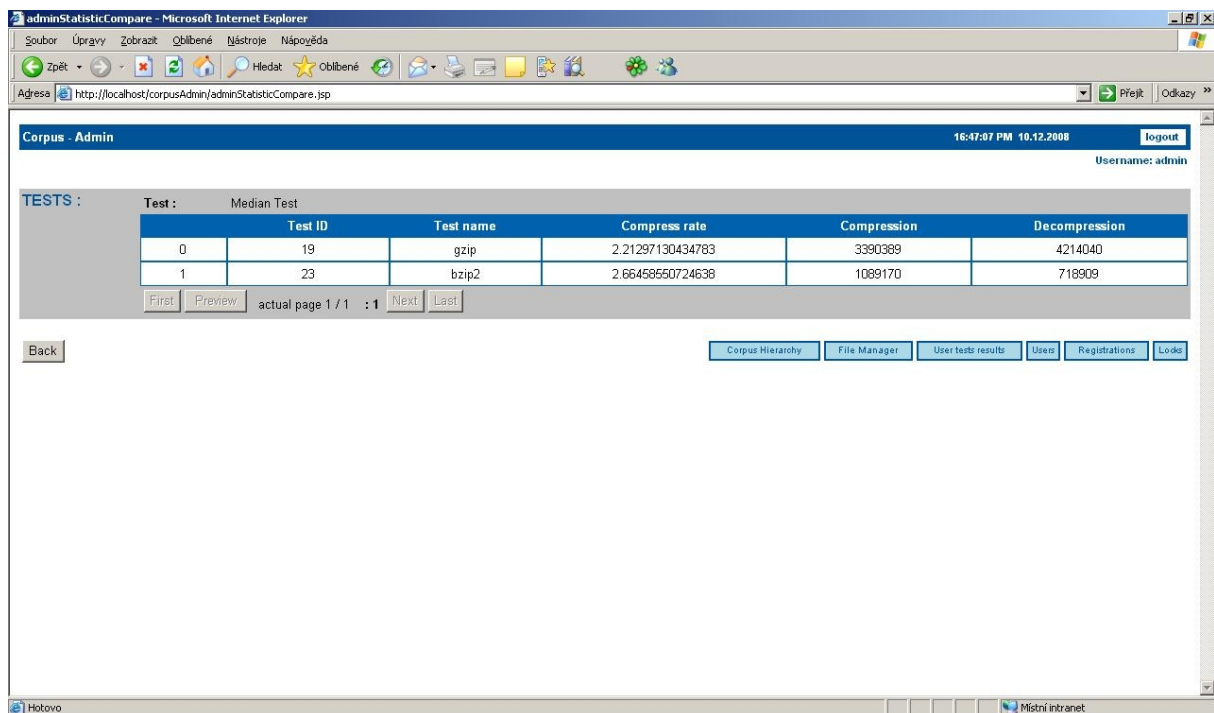 adminStatisticCompare - Microsoft Internet Explorer
Soubor Úpravy Zobrazit Oblíbené Nástroje Nápověda
Zpět Hledat Oblíbené
Adresa http://localhost/corpusAdmin/adminStatisticCompare.jsp Přejít Odkazy »
Corpus - Admin 16:47:07 PM 10.12.2008 logout
Username: admin
TESTS : Test : Median Test
Test ID Test name Compress rate Compression Decompression
0 19 gzip 2.21297130434783 3390389 4214040
1 23 bzip2 2.66458550724638 1089170 718909
First Preview actual page 1 / 1 : 1 Next Last
Back Corpus Hierarchy File Manager User tests results Users Registrations Locks
Hotovo Místní intranet